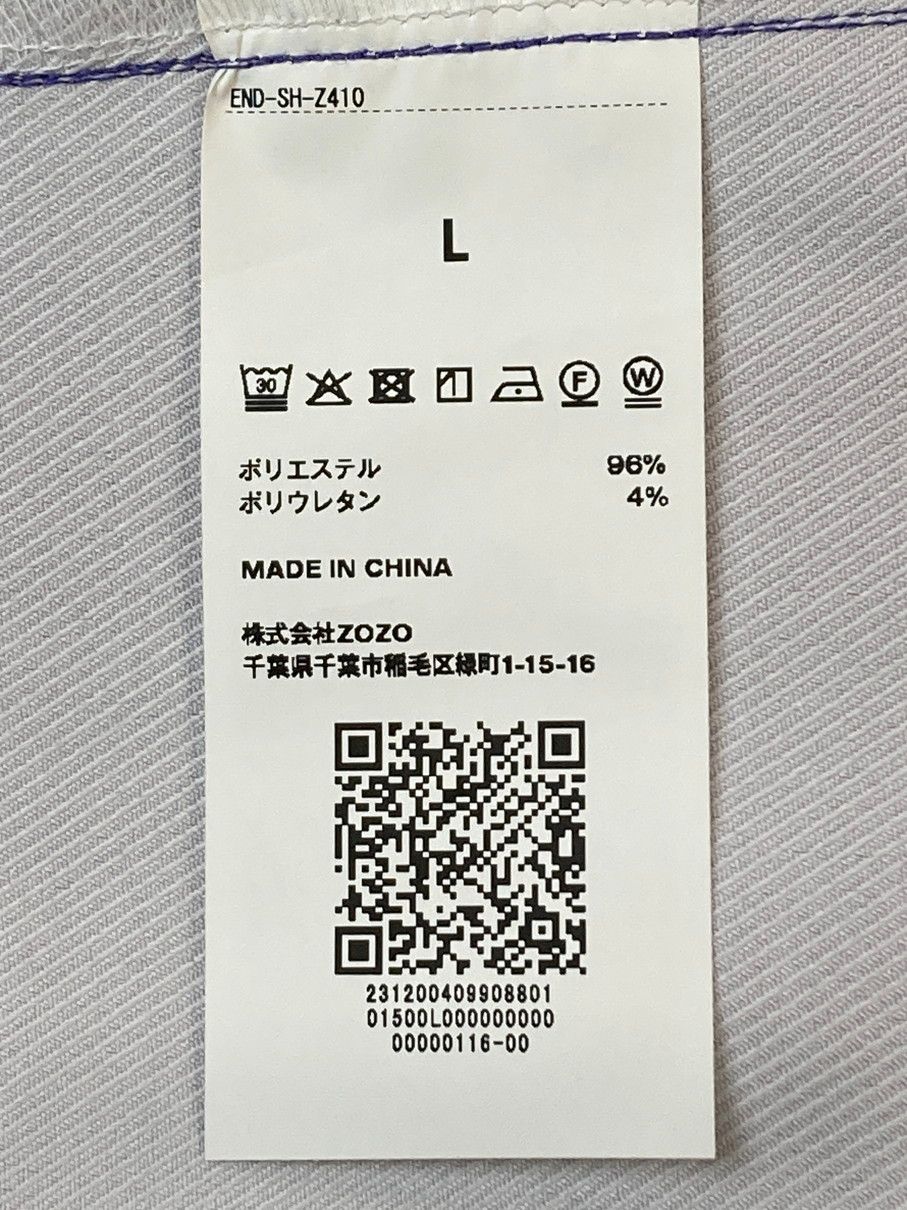 END-SH-Z410
L
30
F
W
ポリエステル 96%
ポリウレタン 4%
MADE IN CHINA
株式会社ZOZO
千葉県千葉市稲毛区緑町1-15-16
231200409908801
01500L000000000
00000116-00